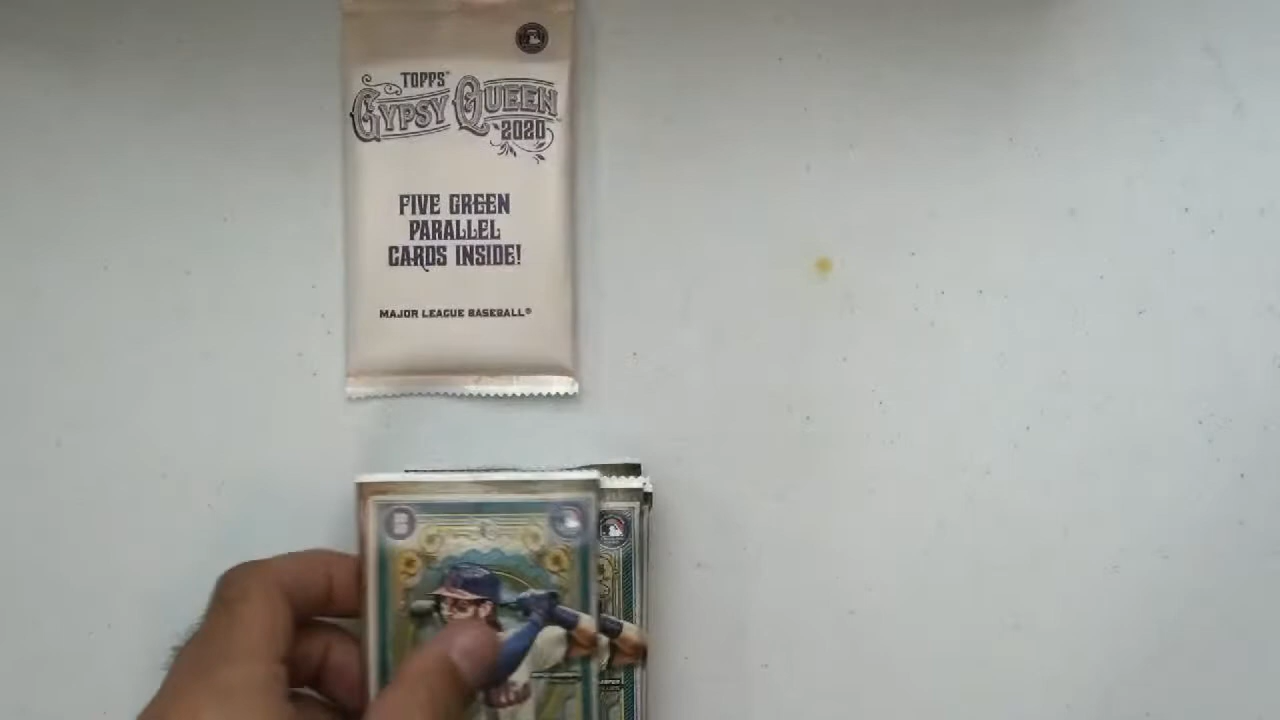 TOPPS
GYPSY QUEEN
2020
FIVE GREEN
PARALLEL
CARDS INSIDE!
MAJOR LEAGUE BASEBALL®